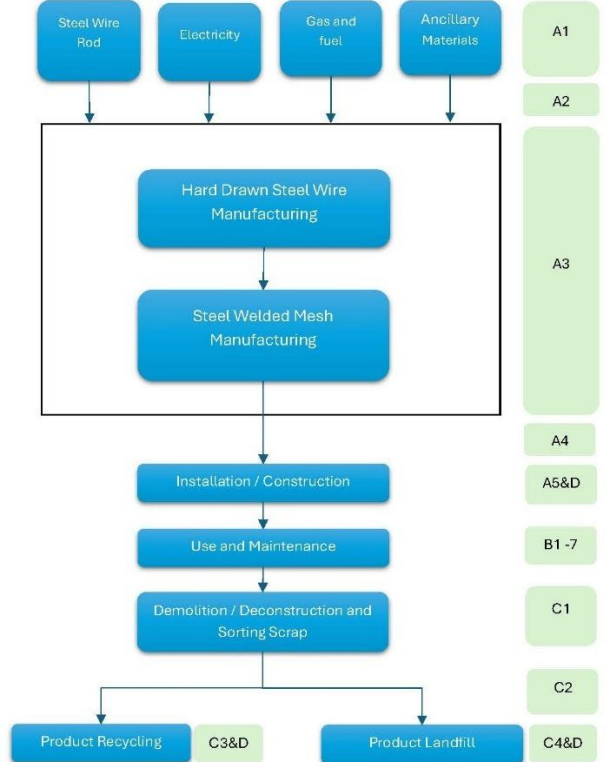 Steel Wire
Rod
Electricity
Gas and
fuel
Ancillary
Materials
A1
A2
Hard Drawn Steel Wire
Manufacturing
A3
Steel Welded Mesh
Manufacturing
A4
Installation / Construction
A5&D
Use and Maintenance
B1 -7
Demolition / Deconstruction and
Sorting Scrap
C1
C2
Product Recycling
C3&D
Product Landfill
C4&D